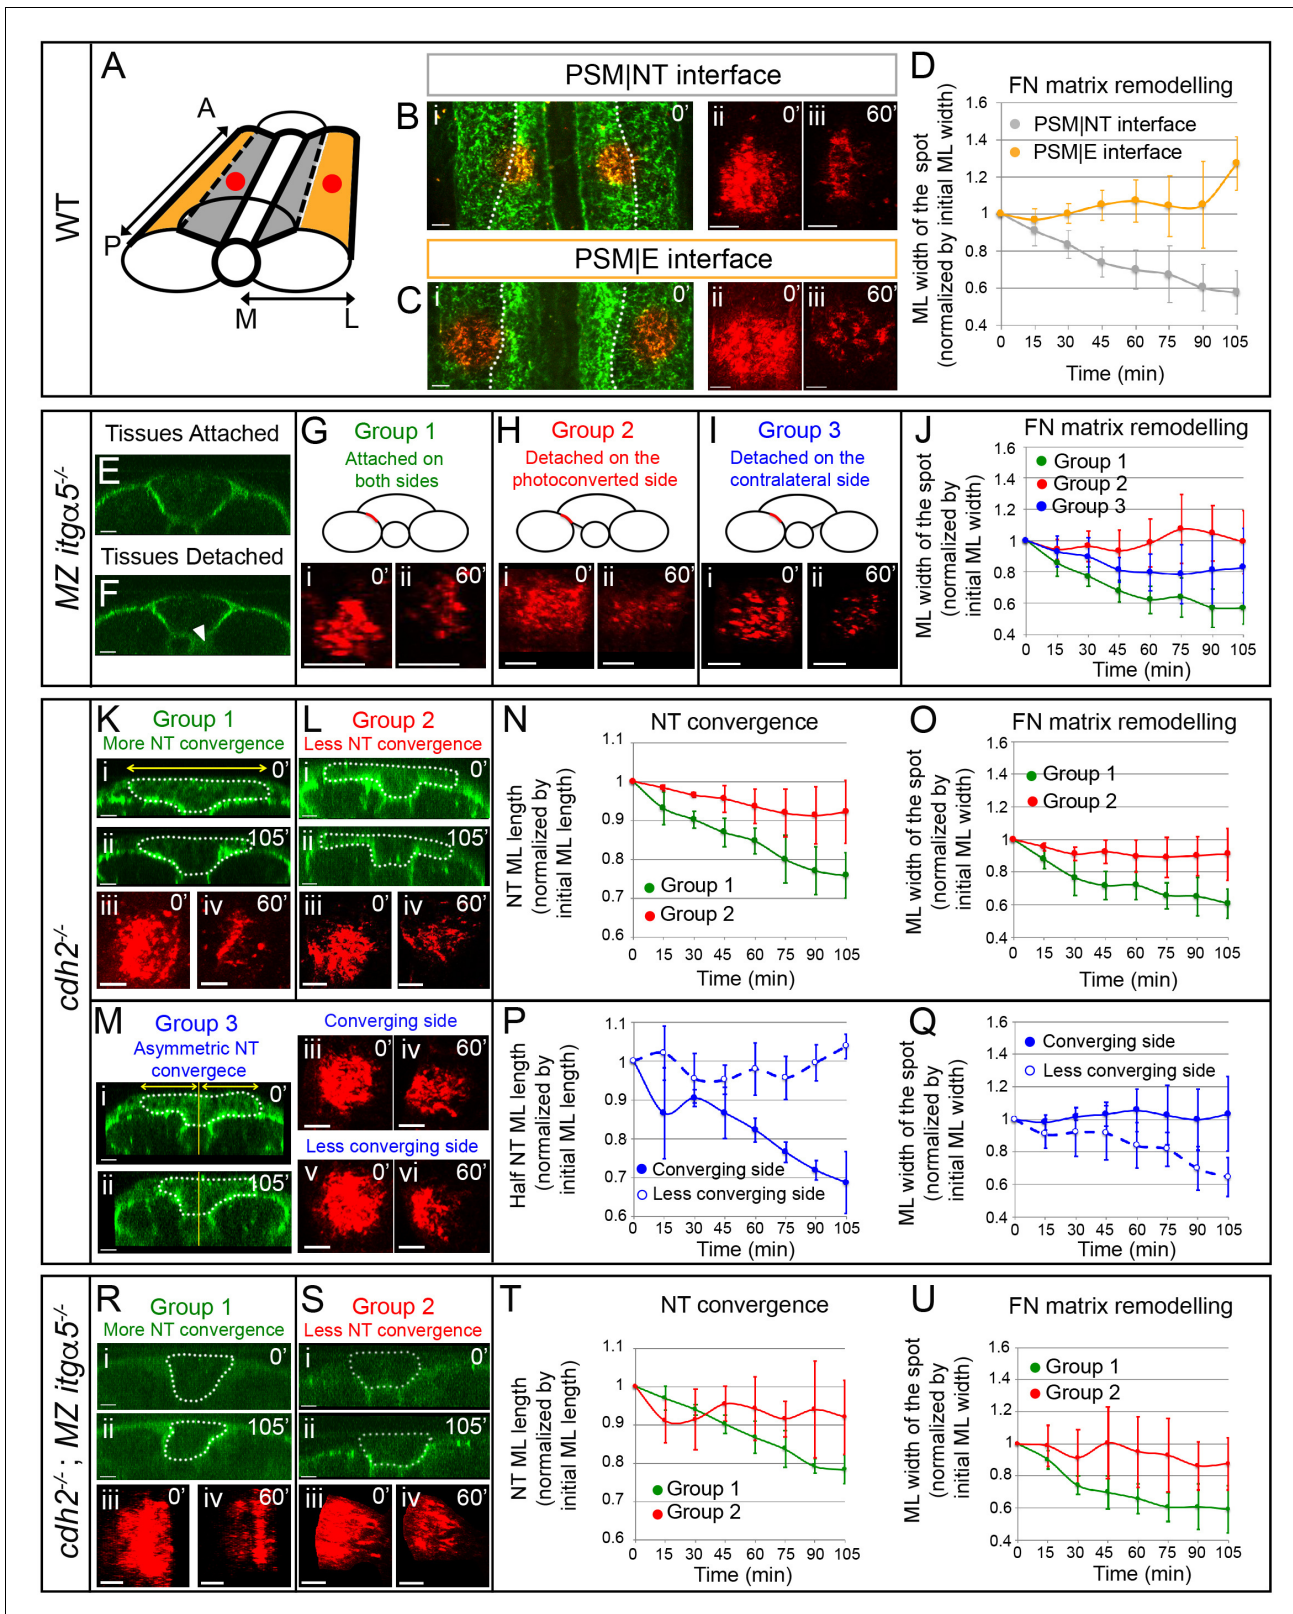 WT
A
A
P
M
L
PSM|NT interface
B
i
0’
ii
0’
iii
60’
PSM|E interface
C
i
0’
ii
0’
iii
60’
D
FN matrix remodelling
ML width of the spot
(normalized by initial ML width)
1.6
1.4
1.2
1
0.8
0.6
0.4
PSM|NT interface
PSM|E interface
0 15 30 45 60 75 90 105
Time (min)
MZ itgα5-/-
Tissues Attached
E
Tissues Detached
F
G
Group 1
Attached on
both sides
i
0’
ii
60’
H
Group 2
Detached on the
photoconverted side
i
0’
ii
60’
I
Group 3
Detached on the
contralateral side
i
0’
ii
60’
J
FN matrix remodelling
ML width of the spot
(normalized by
initial ML width)
1.6
1.4
1.2
1
0.8
0.6
0.4
Group 1
Group 2
Group 3
0 15 30 45 60 75 90 105
Time (min)
cdh2-/-
K
Group 1
More NT convergence
i
0’
ii
105’
iii
0’
iv
60’
L
Group 2
Less NT convergence
i
0’
ii
105’
iii
0’
iv
60’
N
NT convergence
NT ML length
(normalized by
initial ML length)
1.1
1
0.9
0.8
0.7
0.6
Group 1
Group 2
0 15 30 45 60 75 90 105
Time (min)
O
FN matrix remodelling
ML width of the spot
(normalized by
initial ML width)
1.6
1.4
1.2
1
0.8
0.6
0.4
Group 1
Group 2
0 15 30 45 60 75 90 105
Time (min)
M
Group 3
Asymmetric NT
convergece
i
0’
ii
105’
Converging side
iii
0’
iv
60’
Less converging side
v
0’
vi
60’
P
Half NT ML length
(normalized by
initial ML length)
1.1
1
0.9
0.8
0.7
0.6
Converging side
Less converging side
0 15 30 45 60 75 90 105
Time (min)
Q
ML width of the spot
(normalized by
initial ML width)
1.6
1.4
1.2
1
0.8
0.6
0.4
Converging side
Less converging side
0 15 30 45 60 75 90 105
Time (min)
cdh2-/- ; MZ itgα5-/-
R
Group 1
More NT convergence
i
0’
ii
105’
iii
0’
iv
60’
S
Group 2
Less NT convergence
i
0’
ii
105’
iii
0’
iv
60’
T
NT convergence
NT ML length
(normalized by
initial ML length)
1.1
1
0.9
0.8
0.7
0.6
Group 1
Group 2
0 15 30 45 60 75 90 105
Time (min)
U
FN matrix remodelling
ML width of the spot
(normalized by
initial ML width)
1.6
1.4
1.2
1
0.8
0.6
0.4
Group 1
Group 2
0 15 30 45 60 75 90 105
Time (min)